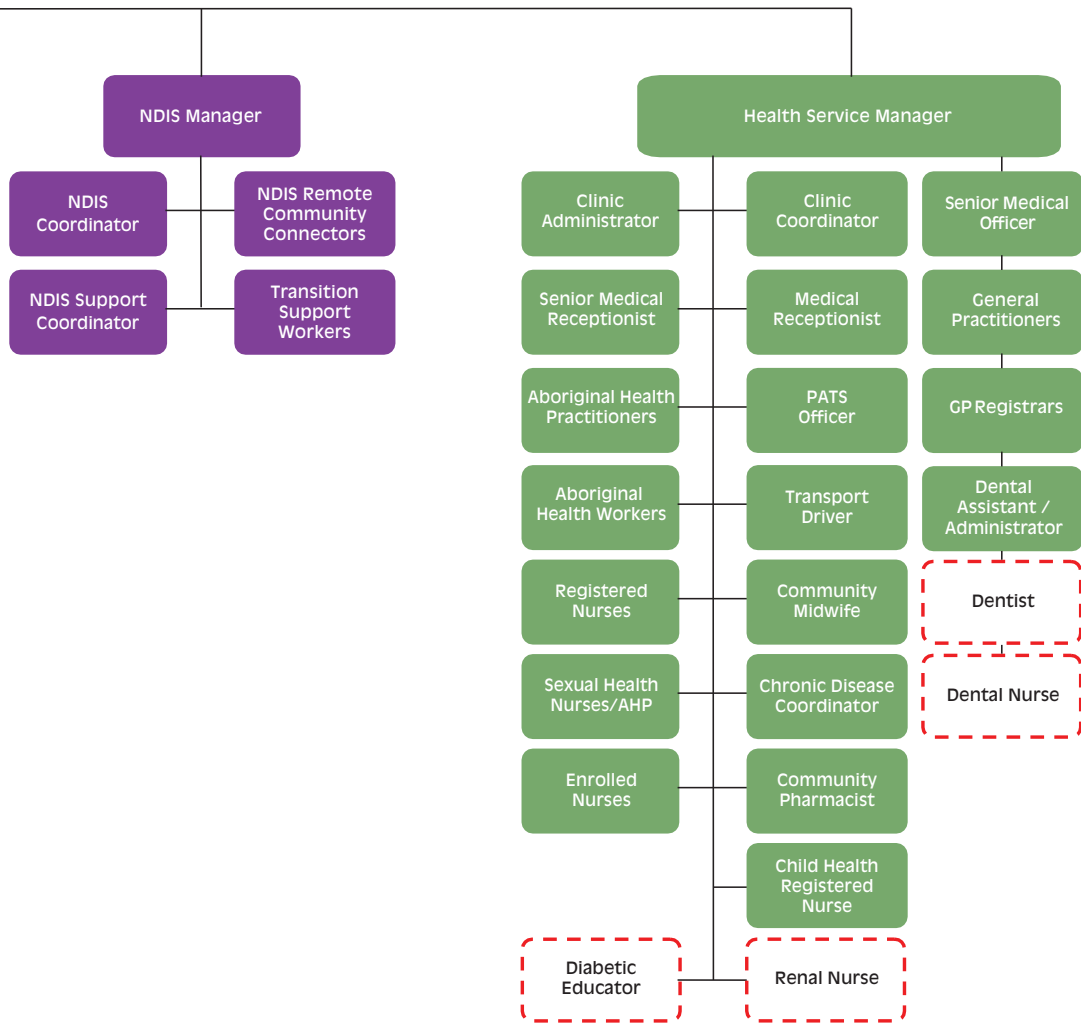 NDIS Manager
Health Service Manager
NDIS
Coordinator
NDIS Remote
Community
Connectors
Clinic
Administrator
Clinic
Coordinator
Senior Medical
Officer
NDIS Support
Coordinator
Transition
Support
Workers
Senior Medical
Receptionist
Medical
Receptionist
General
Practitioners
Aboriginal Health
Practitioners
PATS
Officer
GP Registrars
Aboriginal
Health Workers
Transport
Driver
Dental
Assistant /
Administrator
Registered
Nurses
Community
Midwife
Dentist
Sexual Health
Nurses/AHP
Chronic Disease
Coordinator
Dental Nurse
Enrolled
Nurses
Community
Pharmacist
Child Health
Registered
Nurse
Diabetic
Educator
Renal Nurse